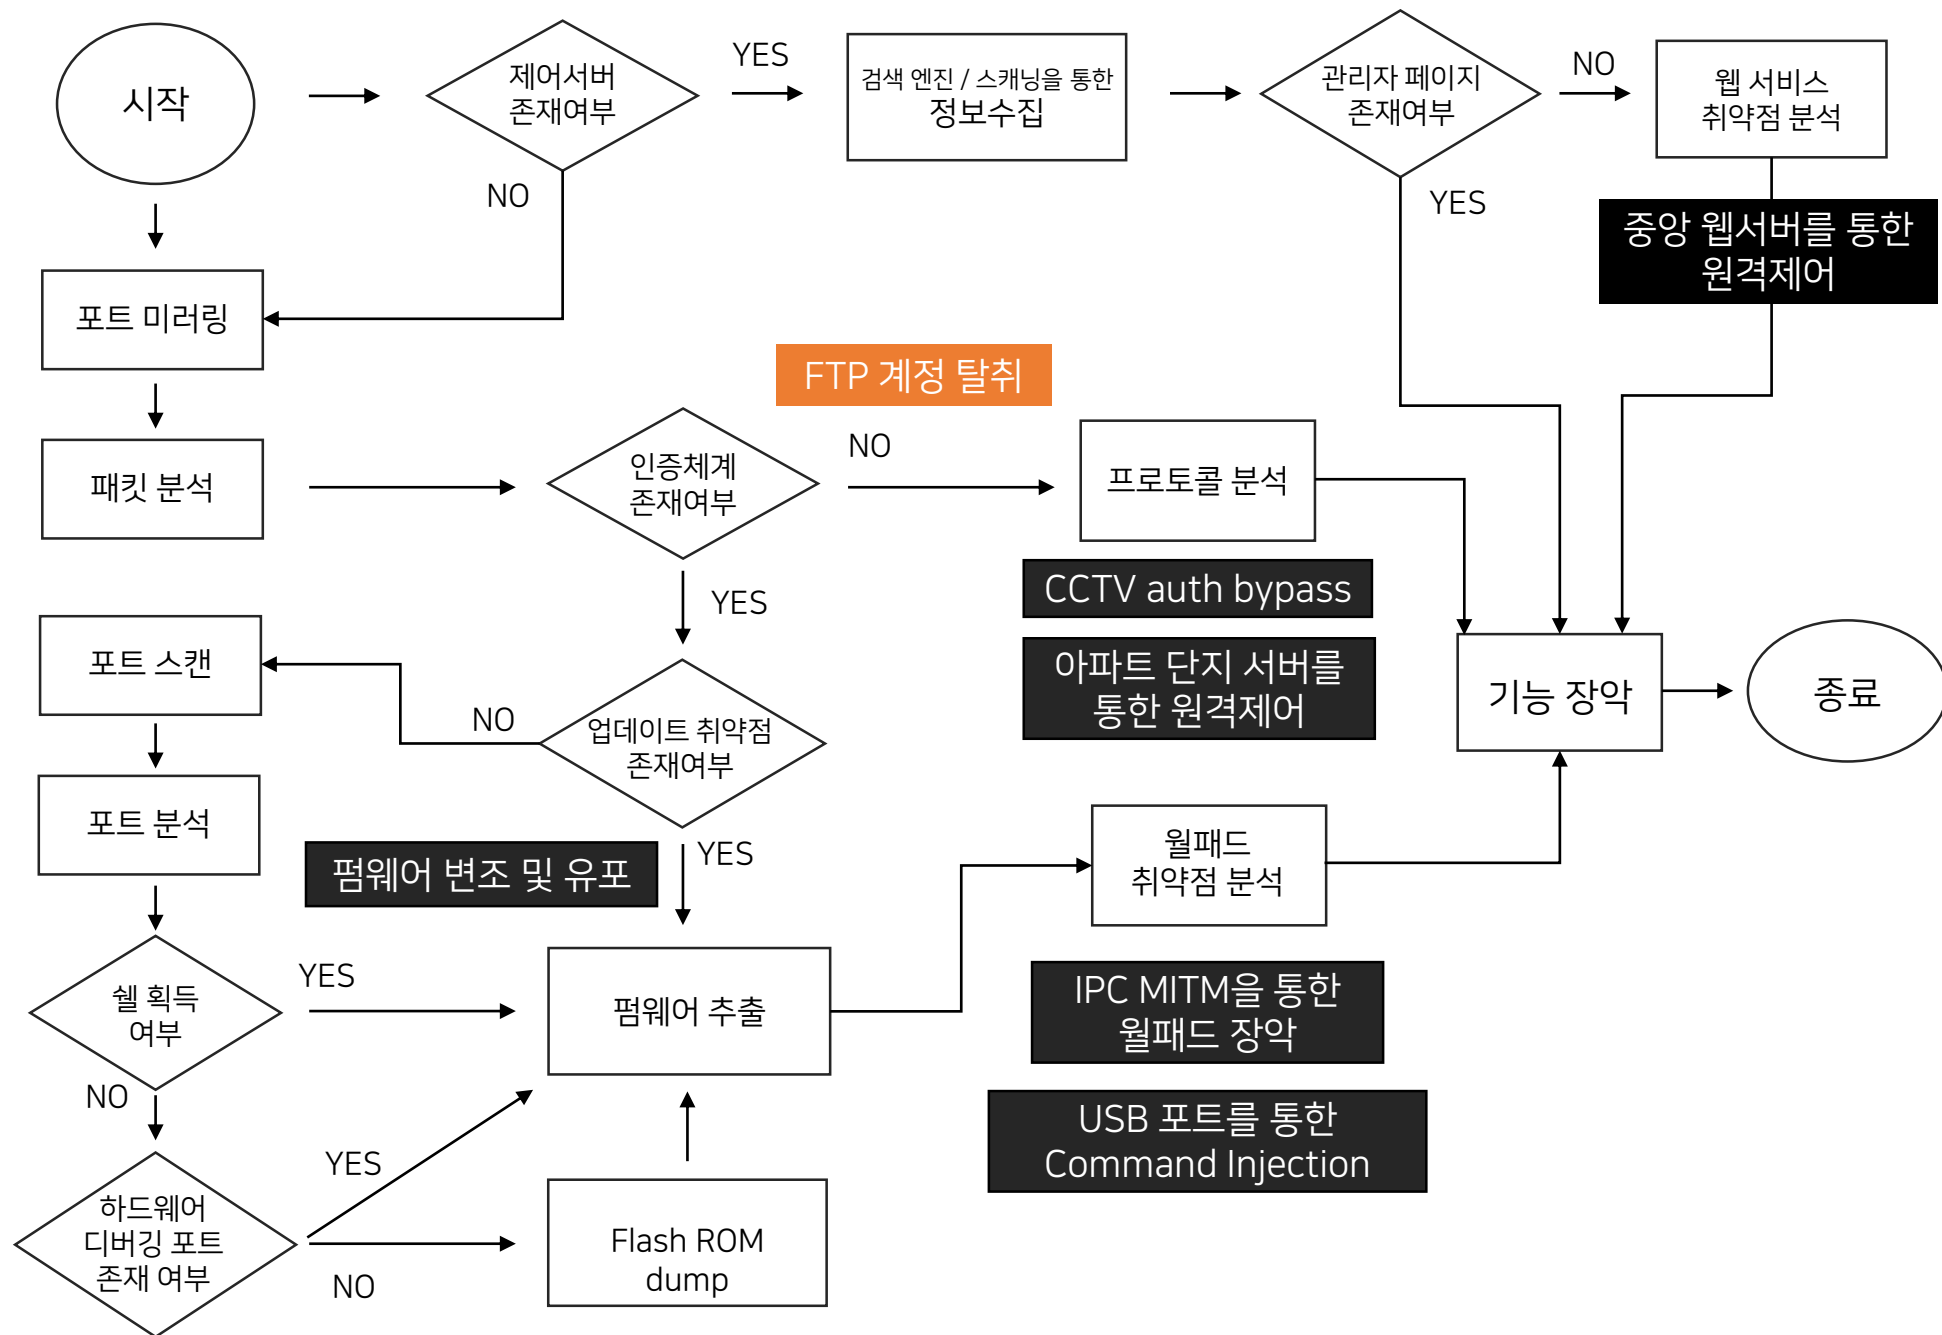 시작
제어서버
존재여부
YES
검색 엔진 / 스캐닝을 통한
정보수집
관리자 페이지
존재여부
NO
웹 서비스
취약점 분석
NO
YES
중앙 웹서버를 통한
원격제어
포트 미러링
FTP 계정 탈취
패킷 분석
인증체계
존재여부
NO
프로토콜 분석
YES
CCTV auth bypass
포트 스캔
아파트 단지 서버를
통한 원격제어
기능 장악
종료
NO
업데이트 취약점
존재여부
포트 분석
YES
펌웨어 변조 및 유포
월패드
취약점 분석
쉘 획득
여부
YES
펌웨어 추출
IPC MITM을 통한
월패드 장악
NO
USB 포트를 통한
Command Injection
YES
하드웨어
디버깅 포트
존재 여부
NO
Flash ROM
dump